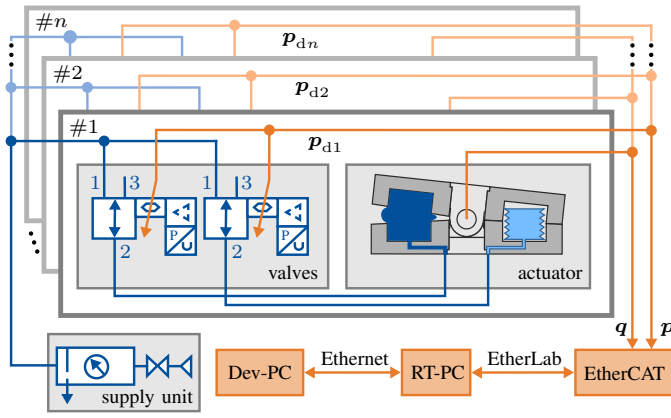 #n
p_dn
#2
p_d2
#1
p_d1
1 3 1 3
P U P U
2 2
valves actuator
q p
Ethernet EtherLab
Dev-PC RT-PC EtherCAT
supply unit